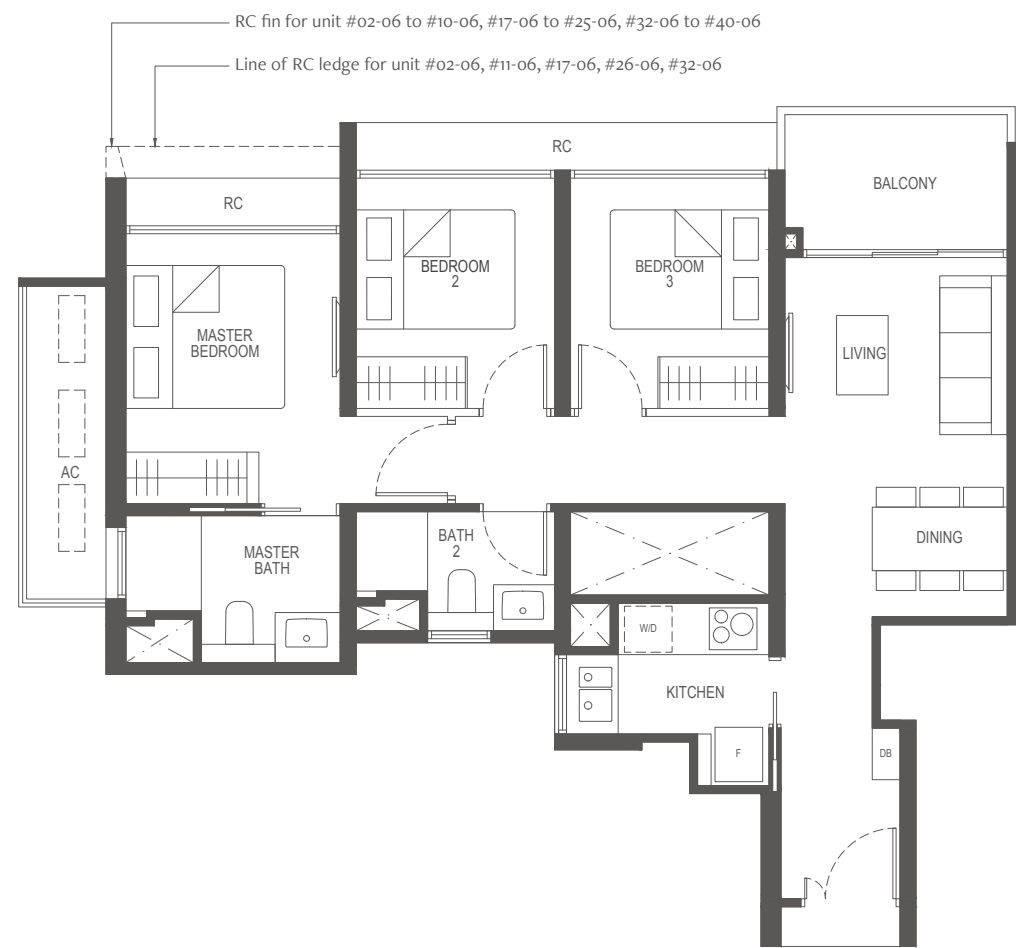 RC fin for unit #02-06 to #10-06, #17-06 to #25-06, #32-06 to #40-06
Line of RC ledge for unit #02-06, #11-06, #17-06, #26-06, #32-06
RC
RC
BALCONY
BEDROOM
2
BEDROOM
3
MASTER
BEDROOM
LIVING
AC
DINING
MASTER
BATH
BATH
2
W/D
KITCHEN
F
DB